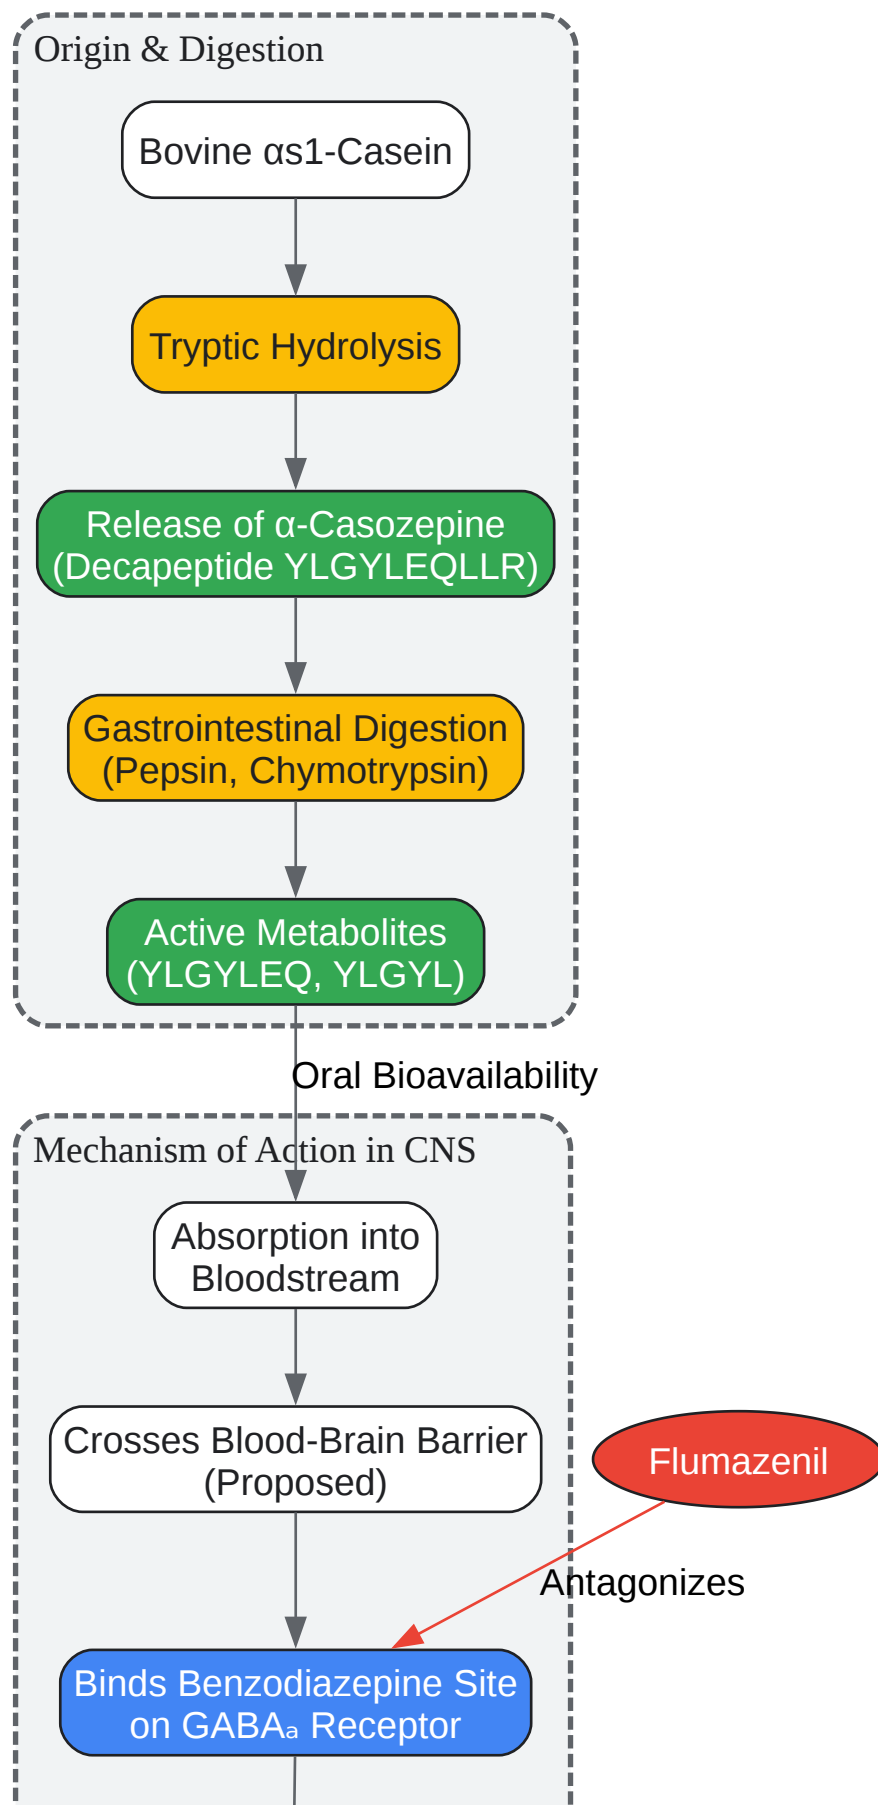 Origin & Digestion
Bovine αs1-Casein
Tryptic Hydrolysis
Release of α-Casozepine
(Decapeptide YLGYLEQLLR)
Gastrointestinal Digestion
(Pepsin, Chymotrypsin)
Active Metabolites
(YLGYLEQ, YLGYL)
Oral Bioavailability
Mechanism of Action in CNS
Absorption into
Bloodstream
Crosses Blood-Brain Barrier
(Proposed)
Flumazenil
Antagonizes
Binds Benzodiazepine Site
on GABAₐ Receptor